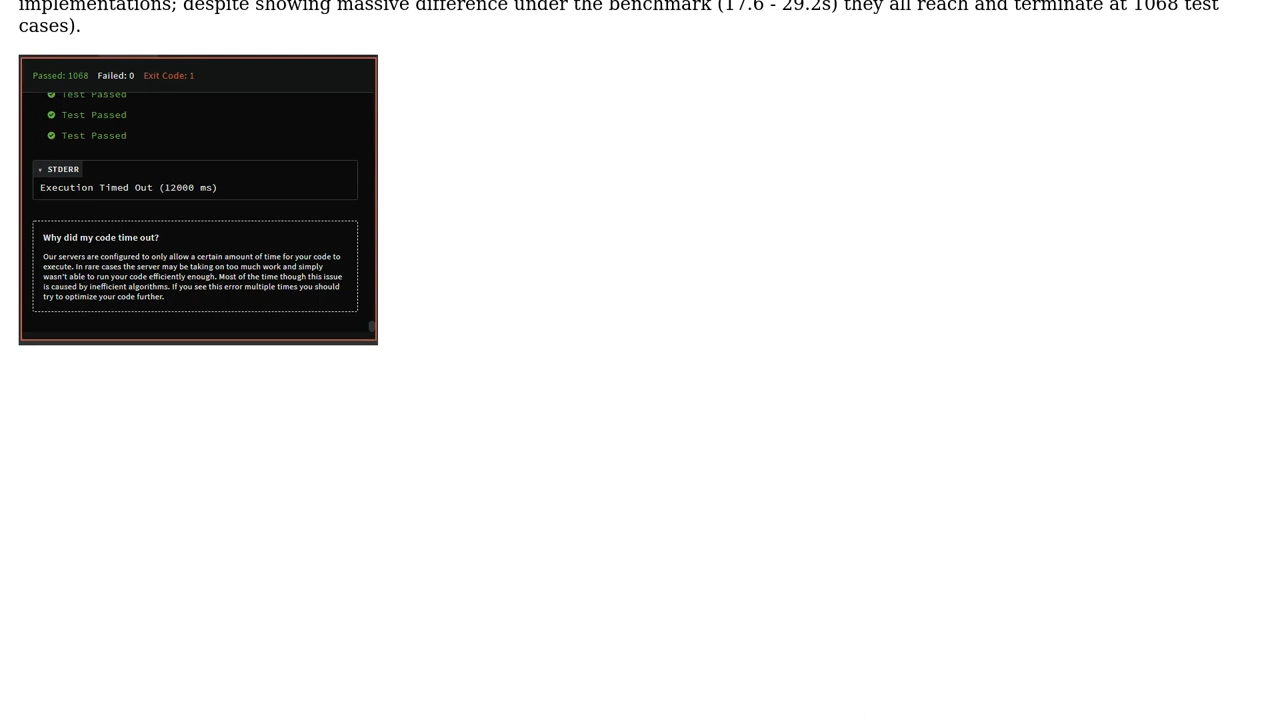 implementations; despite showing massive difference under the benchmark (17.6 - 29.2s) they all reach and terminate at 1068 test
cases).
Passed: 1068 Failed: 0 Exit Code: 1
Test Passed
Test Passed
Test Passed
STDERR
Execution Timed Out (12000 ms)
Why did my code time out?
Our servers are configured to only allow a certain amount of time for your code to
execute. In rare cases the server may be taking on too much work and simply
wasn't able to run your code efficiently enough. Most of the time though this issue
is caused by inefficient algorithms. If you see this error multiple times you should
try to optimize your code further.